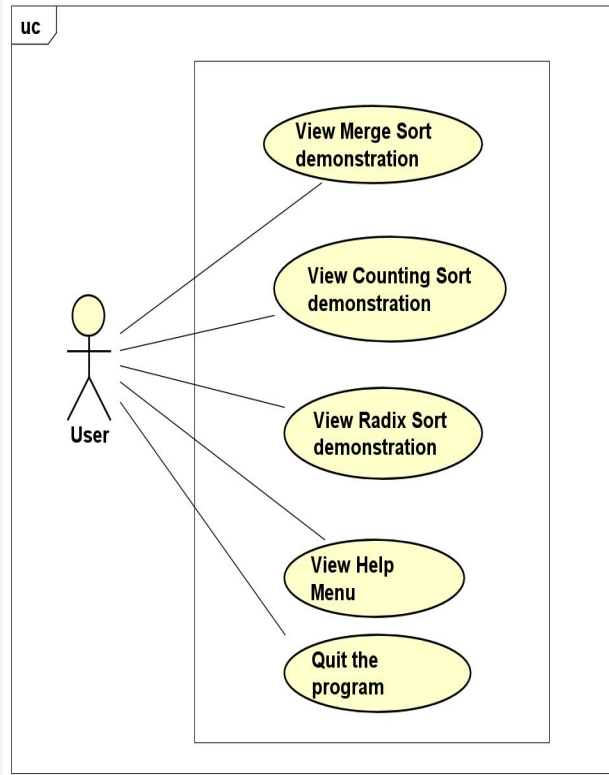 uc
View Merge Sort
demonstration
View Counting Sort
demonstration
View Radix Sort
demonstration
User
View Help
Menu
Quit the
program